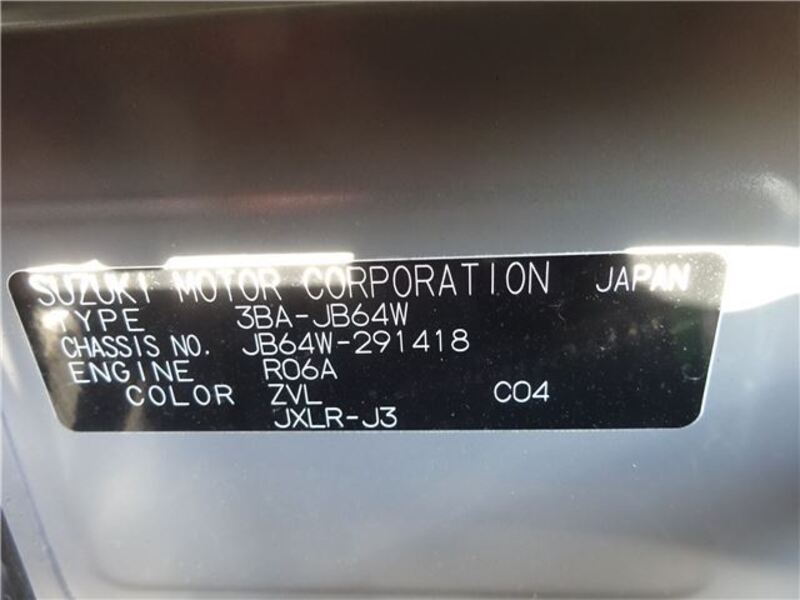 SUZUKI MOTOR CORPORATION JAPAN
TYPE 3BA-JB64W
CHASSIS NO. JB64W-291418
ENGINE R06A
COLOR ZVL C04
JXLR-J3